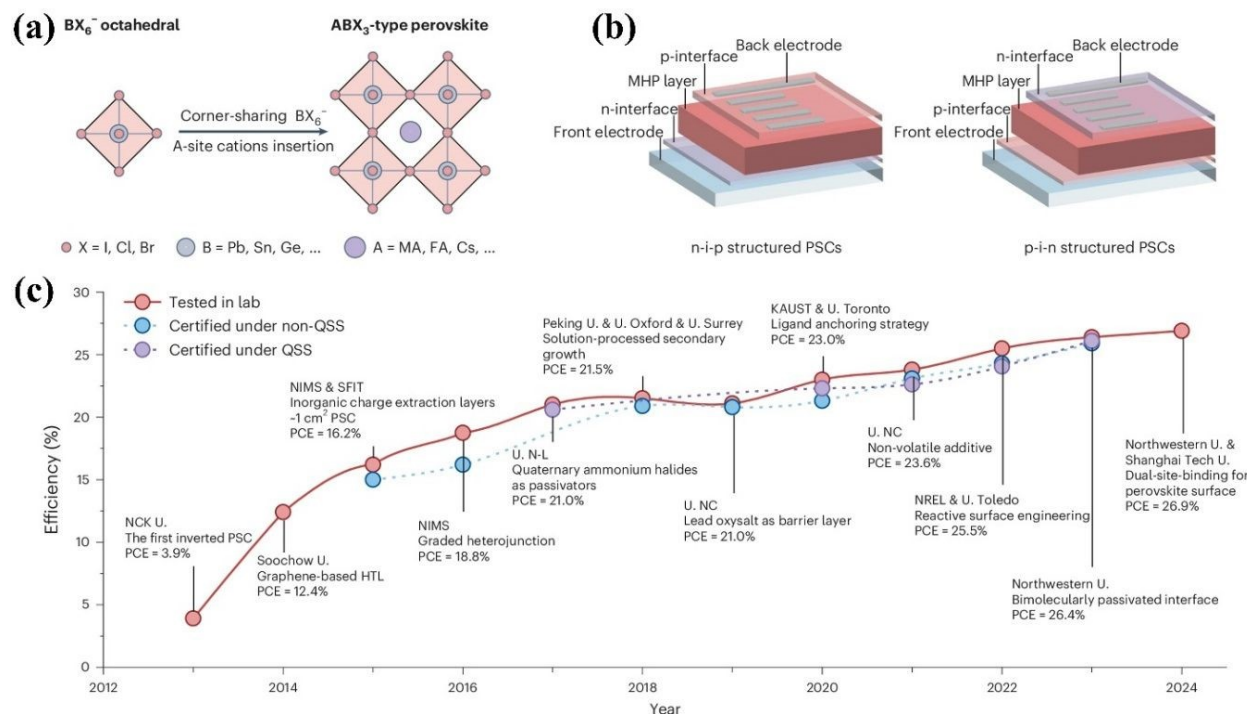 (a)
BX₆⁻ octahedral
ABX₃-type perovskite
Corner-sharing BX₆⁻
A-site cations insertion
X = I, Cl, Br
B = Pb, Sn, Ge, ...
A = MA, FA, Cs, ...
(b)
Back electrode
p-interface
MHP layer
n-interface
Front electrode
n-i-p structured PSCs
Back electrode
n-interface
MHP layer
p-interface
Front electrode
p-i-n structured PSCs
(c)
Efficiency (%)
30
25
20
15
10
5
0
Tested in lab
Certified under non-QSS
Certified under QSS
NCK U.
The first inverted PSC
PCE = 3.9%
Soochow U.
Graphene-based HTL
PCE = 12.4%
NIMS & SFIT
Inorganic charge extraction layers
~1 cm² PSC
PCE = 16.2%
NIMS
Graded heterojunction
PCE = 18.8%
U. N-L
Quaternary ammonium halides
as passivators
PCE = 21.0%
Peking U. & U. Oxford & U. Surrey
Solution-processed secondary
growth
PCE = 21.5%
U. NC
Lead oxysalt as barrier layer
PCE = 21.0%
KAUST & U. Toronto
Ligand anchoring strategy
PCE = 23.0%
U. NC
Non-volatile additive
PCE = 23.6%
NREL & U. Toledo
Reactive surface engineering
PCE = 25.5%
Northwestern U.
Bimolecularly passivated interface
PCE = 26.4%
Northwestern U. &
Shanghai Tech U.
Dual-site-binding for
perovskite surface
PCE = 26.9%
2012
2014
2016
2018
2020
2022
2024
Year